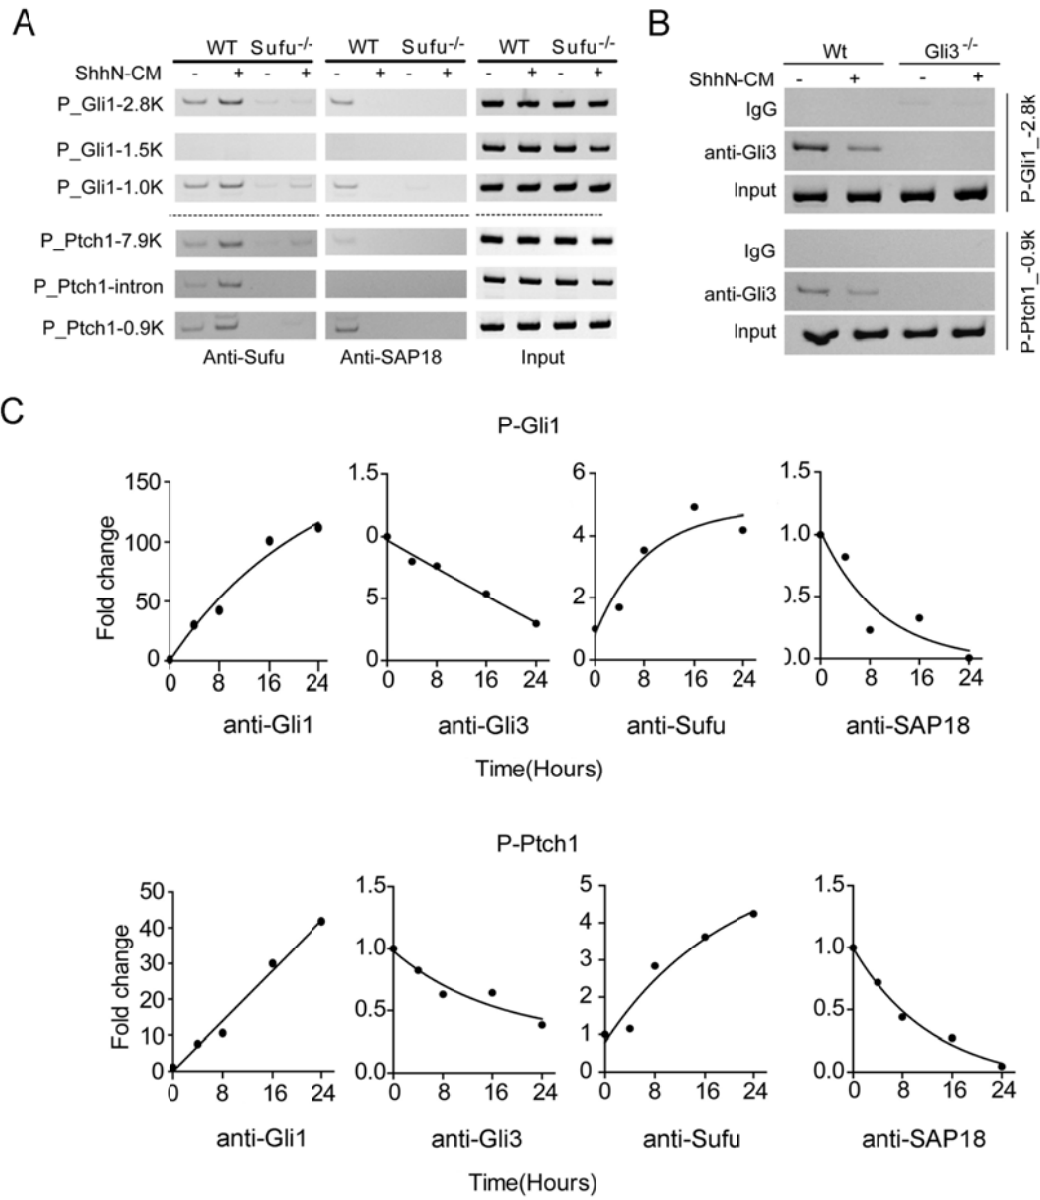 A
WT Sufu-/- WT Sufu-/- WT Sufu-/-
ShhN-CM - + - + - + - + - + - +
P_Gli1-2.8K
P_Gli1-1.5K
P_Gli1-1.0K
P_Ptch1-7.9K
P_Ptch1-intron
P_Ptch1-0.9K
Anti-Sufu Anti-SAP18 Input
B
Wt Gli3-/-
ShhN-CM - + - +
IgG
anti-Gli3
Input
P-Gli1_-2.8k
IgG
anti-Gli3
Input
P-Ptch1_-0.9k
C
P-Gli1
Fold change
150
100
50
0
0 8 16 24
anti-Gli1
1.5
0
5
0
0 8 16 24
anti-Gli3
6
4
2
0
0 8 16 24
anti-Sufu
1.5
1.0
0.5
0.0
0 8 16 24
anti-SAP18
Time(Hours)
P-Ptch1
Fold change
50
40
30
20
10
0
0 8 16 24
anti-Gli1
1.5
1.0
0.5
0.0
0 8 16 24
anti-Gli3
5
4
3
2
1
0
0 8 16 24
anti-Sufu
1.5
1.0
0.5
0.0
0 8 16 24
anti-SAP18
Time(Hours)